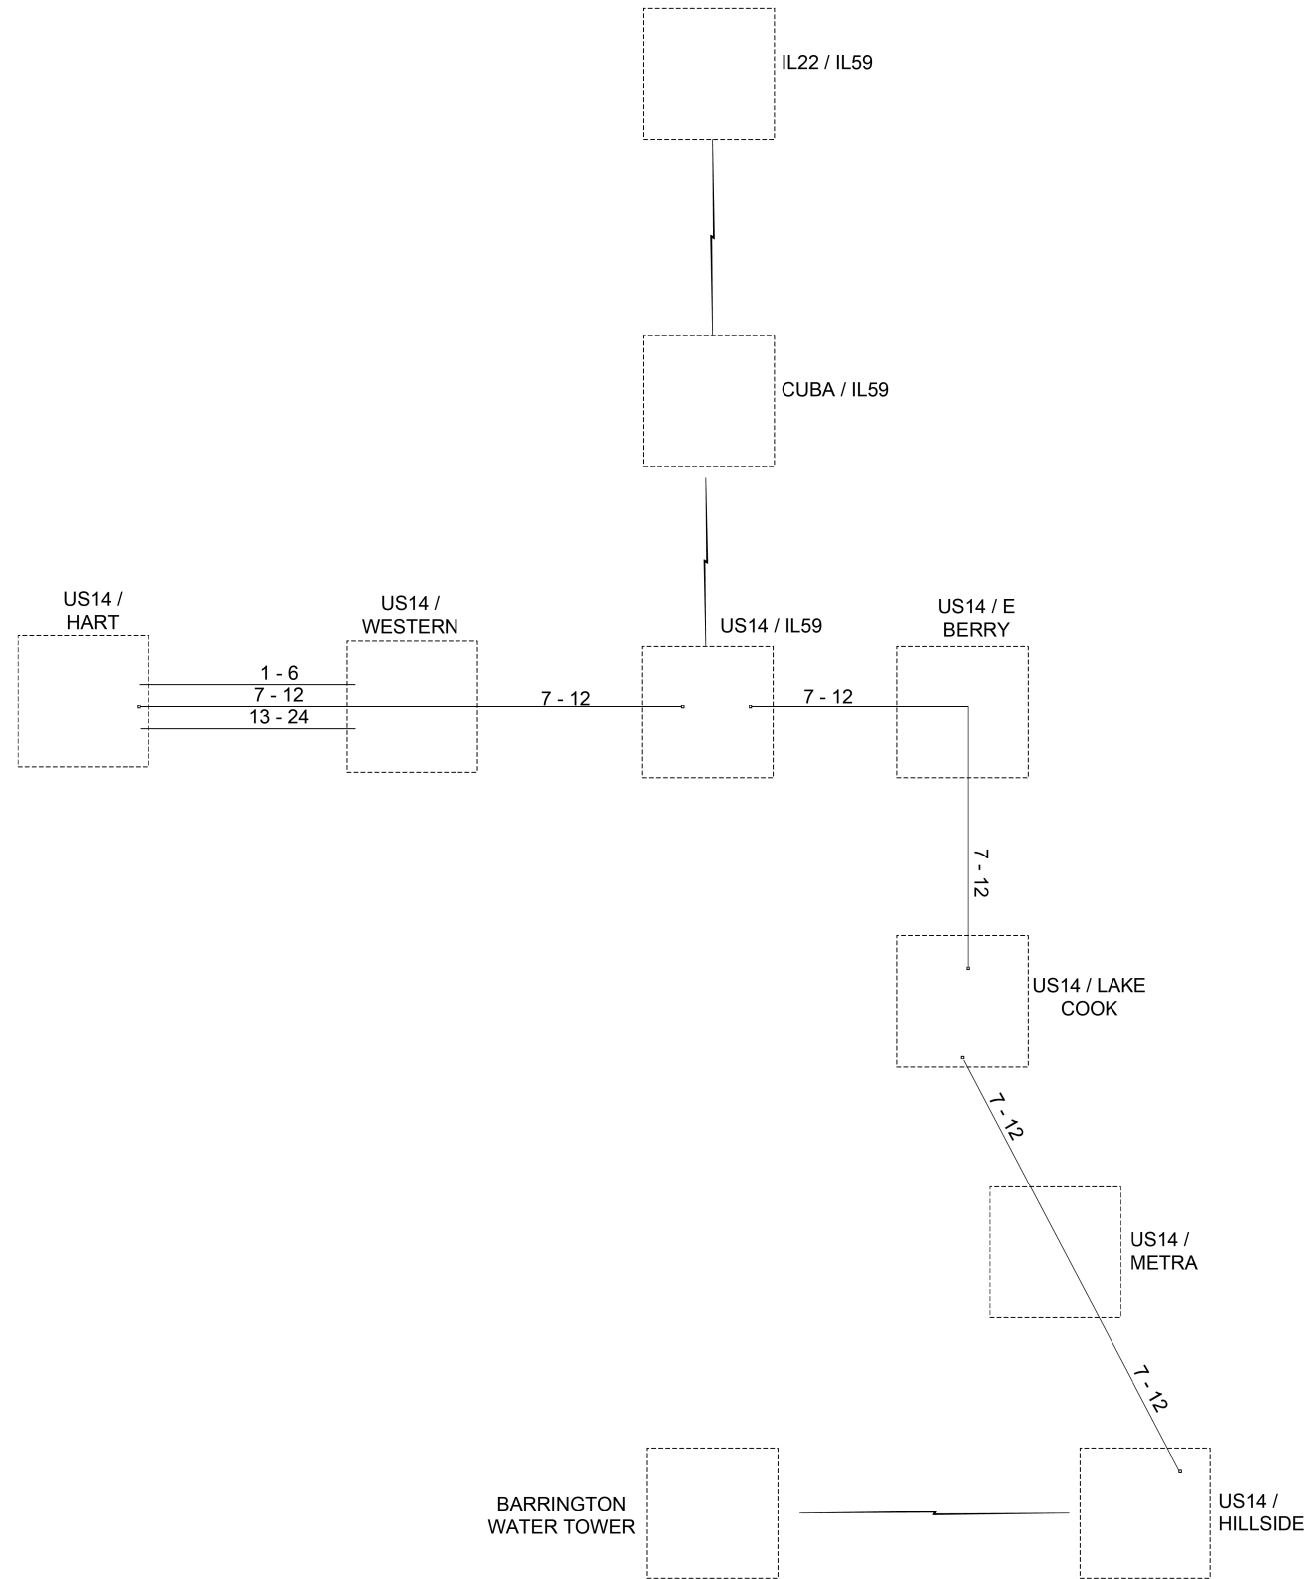 IL22 / IL59
CUBA / IL59
US14 /
HART
US14 /
WESTERN
US14 / IL59
US14 / E
BERRY
1 - 6
7 - 12
13 - 24
7 - 12
7 - 12
7 - 12
US14 / LAKE
COOK
7 - 12
US14 /
METRA
7 - 12
BARRINGTON
WATER TOWER
US14 /
HILLSIDE